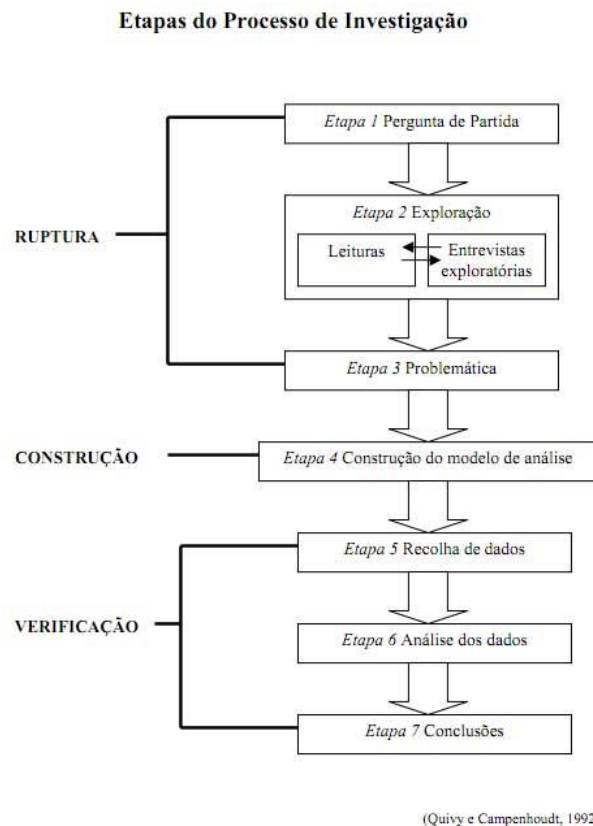 Etapas do Processo de Investigação
Etapa 1 Pergunta de Partida
Etapa 2 Exploração
Leituras
Entrevistas
exploratórias
RUPTURA
Etapa 3 Problemática
CONSTRUÇÃO
Etapa 4 Construção do modelo de análise
Etapa 5 Recolha de dados
VERIFICAÇÃO
Etapa 6 Análise dos dados
Etapa 7 Conclusões
(Quivy e Campenhoudt, 1992